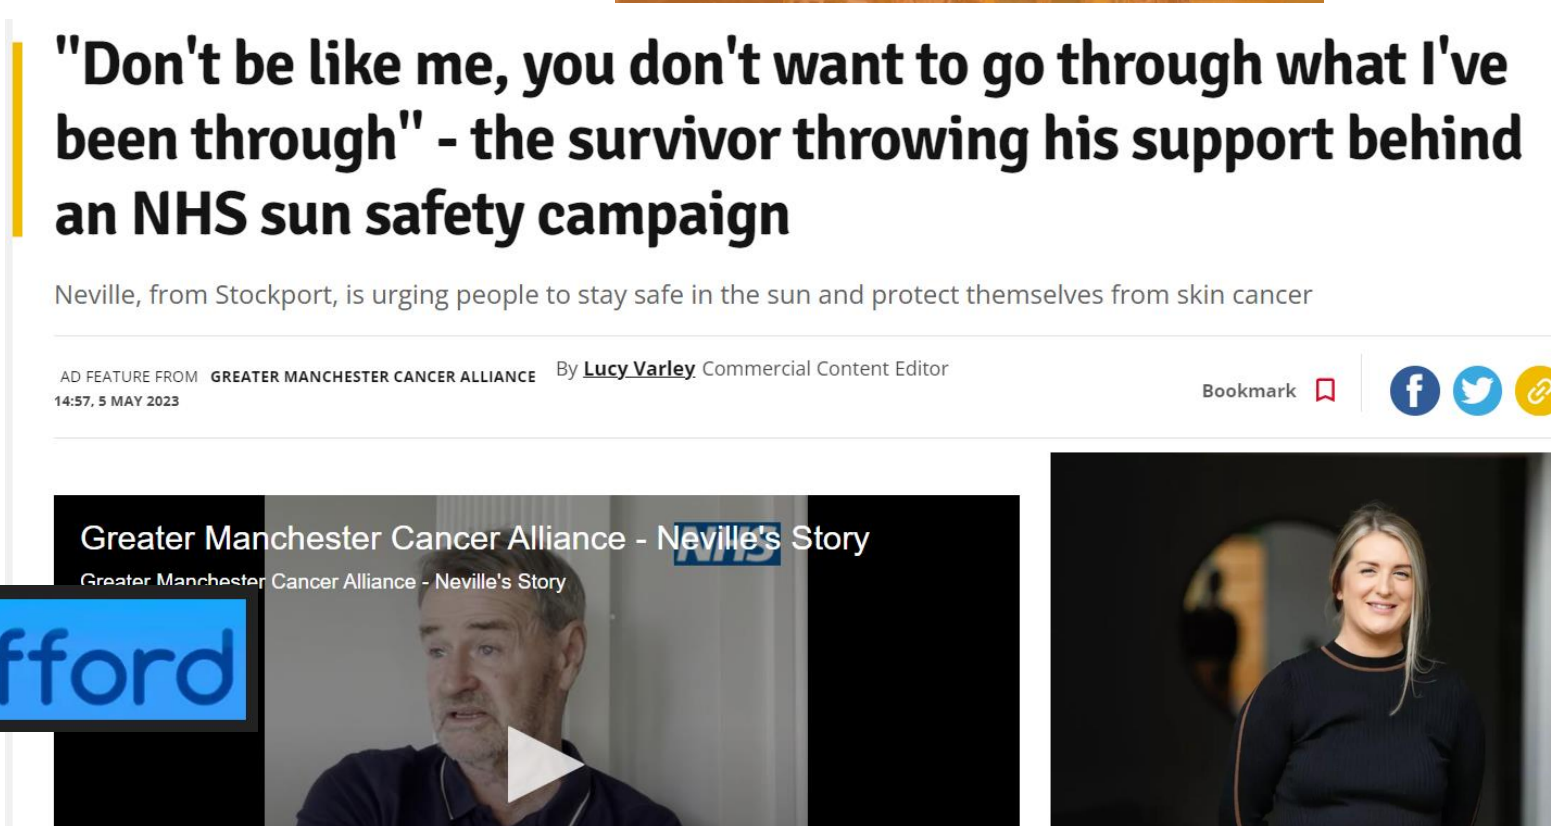 "Don't be like me, you don't want to go through what I've
been through" - the survivor throwing his support behind
an NHS sun safety campaign
Neville, from Stockport, is urging people to stay safe in the sun and protect themselves from skin cancer
AD FEATURE FROM GREATER MANCHESTER CANCER ALLIANCE By Lucy Varley Commercial Content Editor
14:57, 5 MAY 2023
Bookmark
Greater Manchester Cancer Alliance - Neville's Story
NHS
Greater Manchester Cancer Alliance - Neville's Story
fford